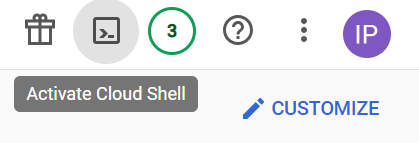 3
IP
Activate Cloud Shell
CUSTOMIZE